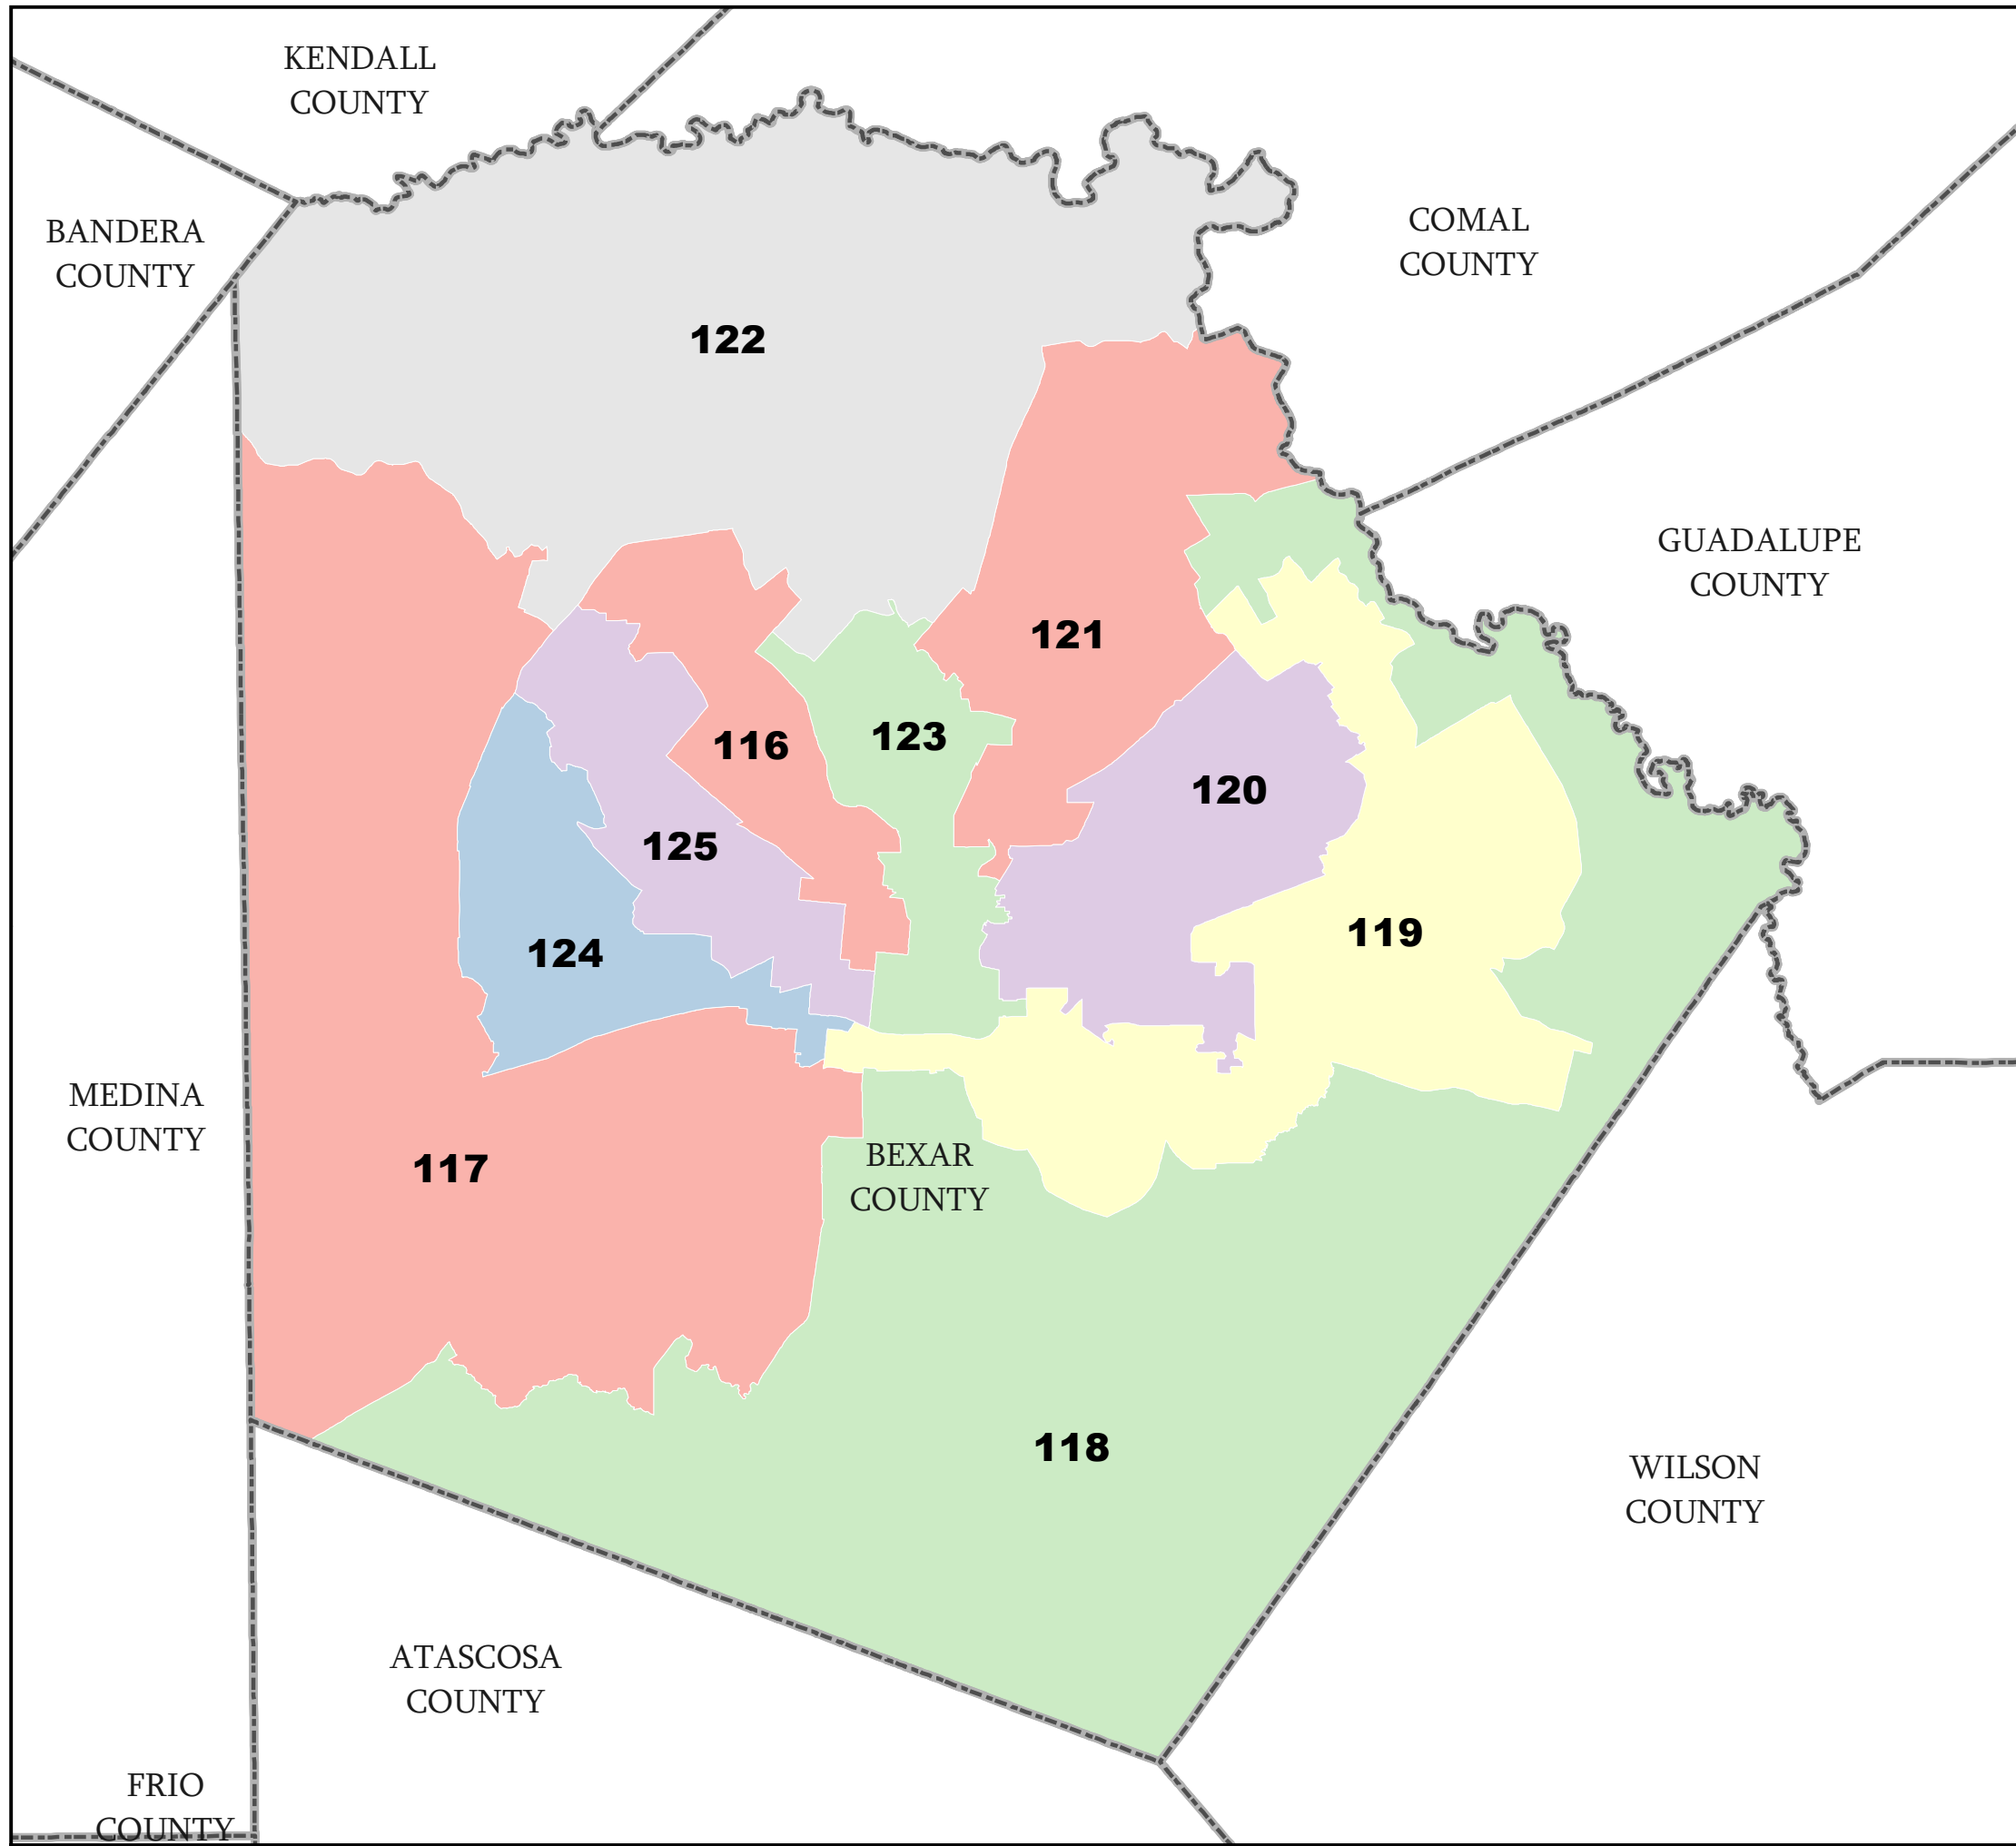 KENDALL
COUNTY
BANDERA
COUNTY
COMAL
COUNTY
122
GUADALUPE
COUNTY
121
116
123
120
125
119
124
MEDINA
COUNTY
117
BEXAR
COUNTY
118
WILSON
COUNTY
ATASCOSA
COUNTY
FRIO
COUNTY